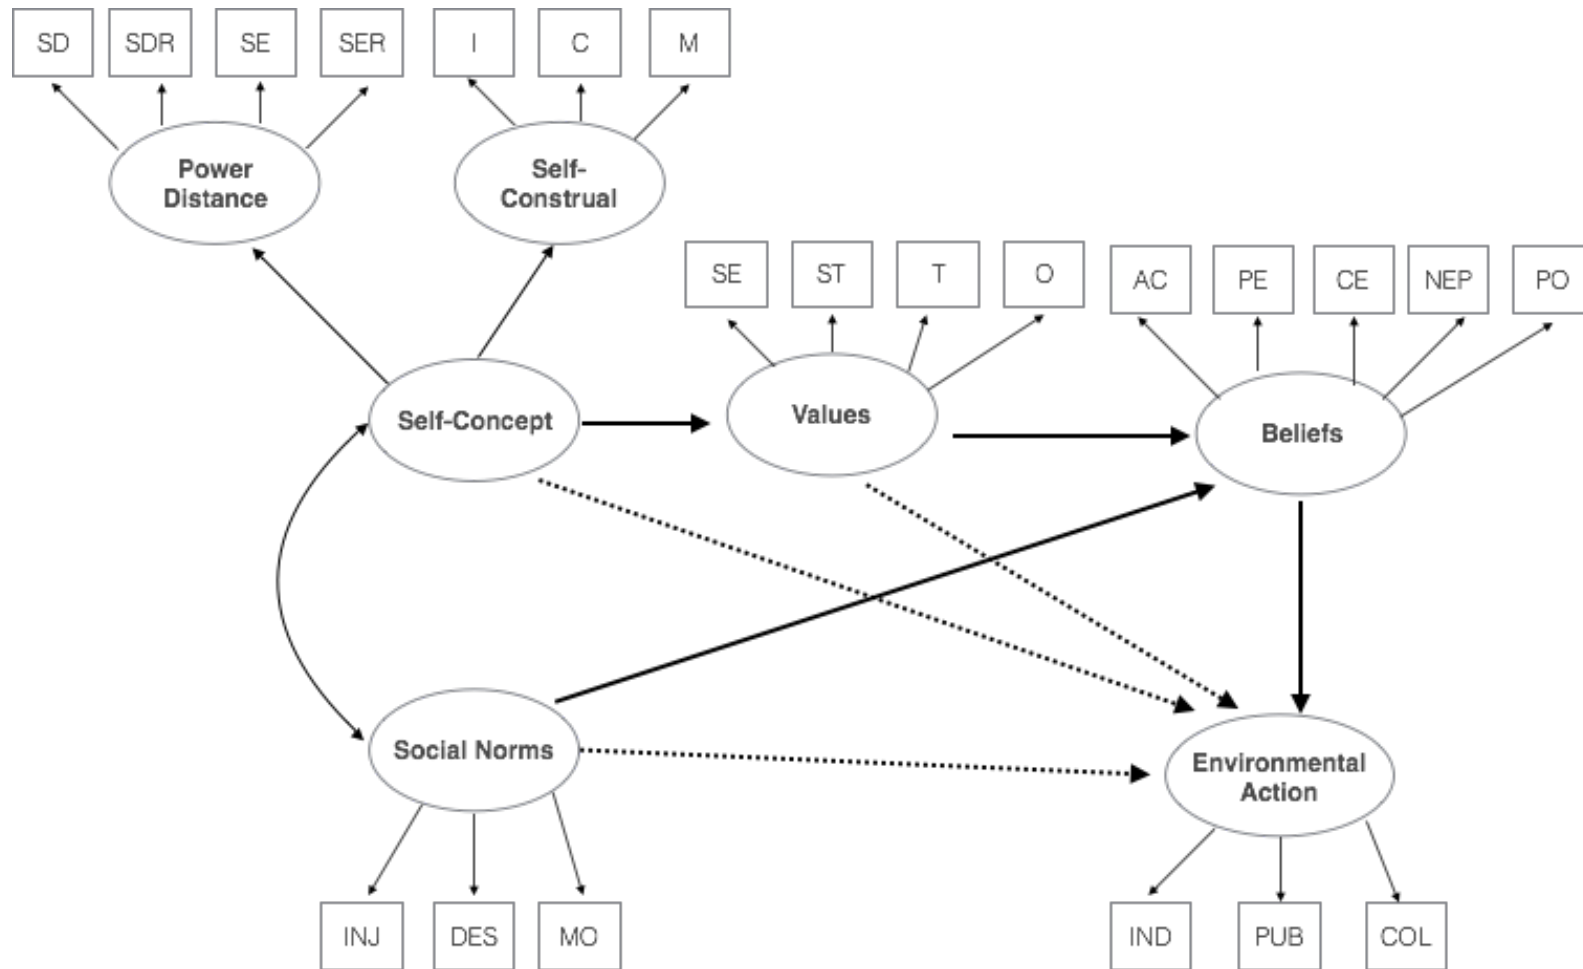 SD
SDR
SE
SER
I
C
M
Power
Distance
Self-
Construal
SE
ST
T
O
AC
PE
CE
NEP
PO
Self-Concept
Values
Beliefs
Social Norms
Environmental
Action
INJ
DES
MO
IND
PUB
COL